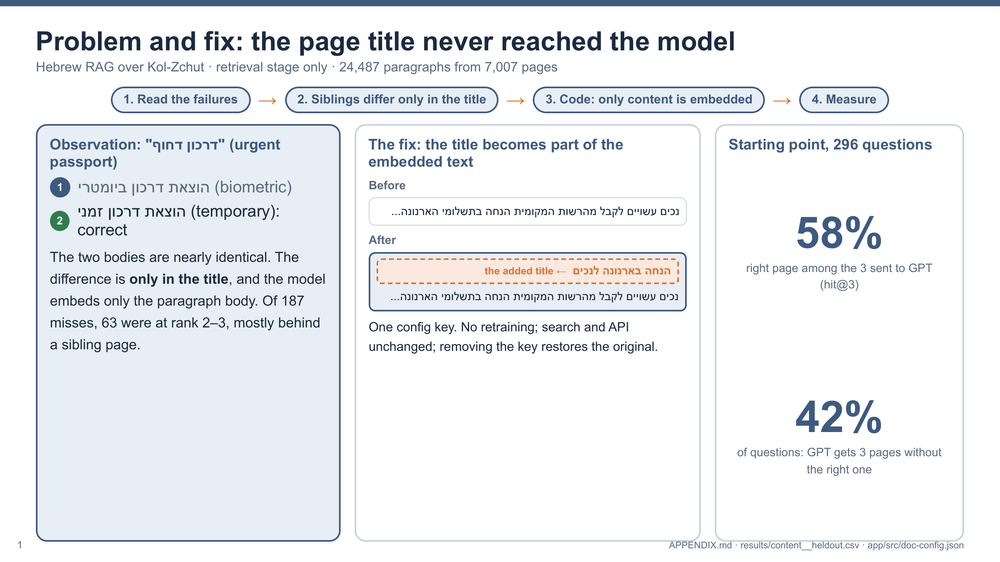 Problem and fix: the page title never reached the model
Hebrew RAG over Kol-Zchut · retrieval stage only · 24,487 paragraphs from 7,007 pages
1. Read the failures → 2. Siblings differ only in the title → 3. Code: only content is embedded → 4. Measure
Observation: "דרכון דחוף" (urgent
passport)
1 הוצאת דרכון ביומטרי (biometric)
2 הוצאת דרכון זמני (temporary):
correct
The two bodies are nearly identical. The
difference is only in the title, and the model
embeds only the paragraph body. Of 187
misses, 63 were at rank 2–3, mostly behind
a sibling page.
The fix: the title becomes part of the
embedded text
Before
נכים עשויים לקבל מהרשות המקומית הנחה בתשלומי הארנונה...
After
הנחה בארנונה לנכים ← the added title
נכים עשויים לקבל מהרשות המקומית הנחה בתשלומי הארנונה...
One config key. No retraining; search and API
unchanged; removing the key restores the original.
Starting point, 296 questions
58%
right page among the 3 sent to GPT
(hit@3)
42%
of questions: GPT gets 3 pages without
the right one
1
APPENDIX.md · results/content__heldout.csv · app/src/doc-config.json